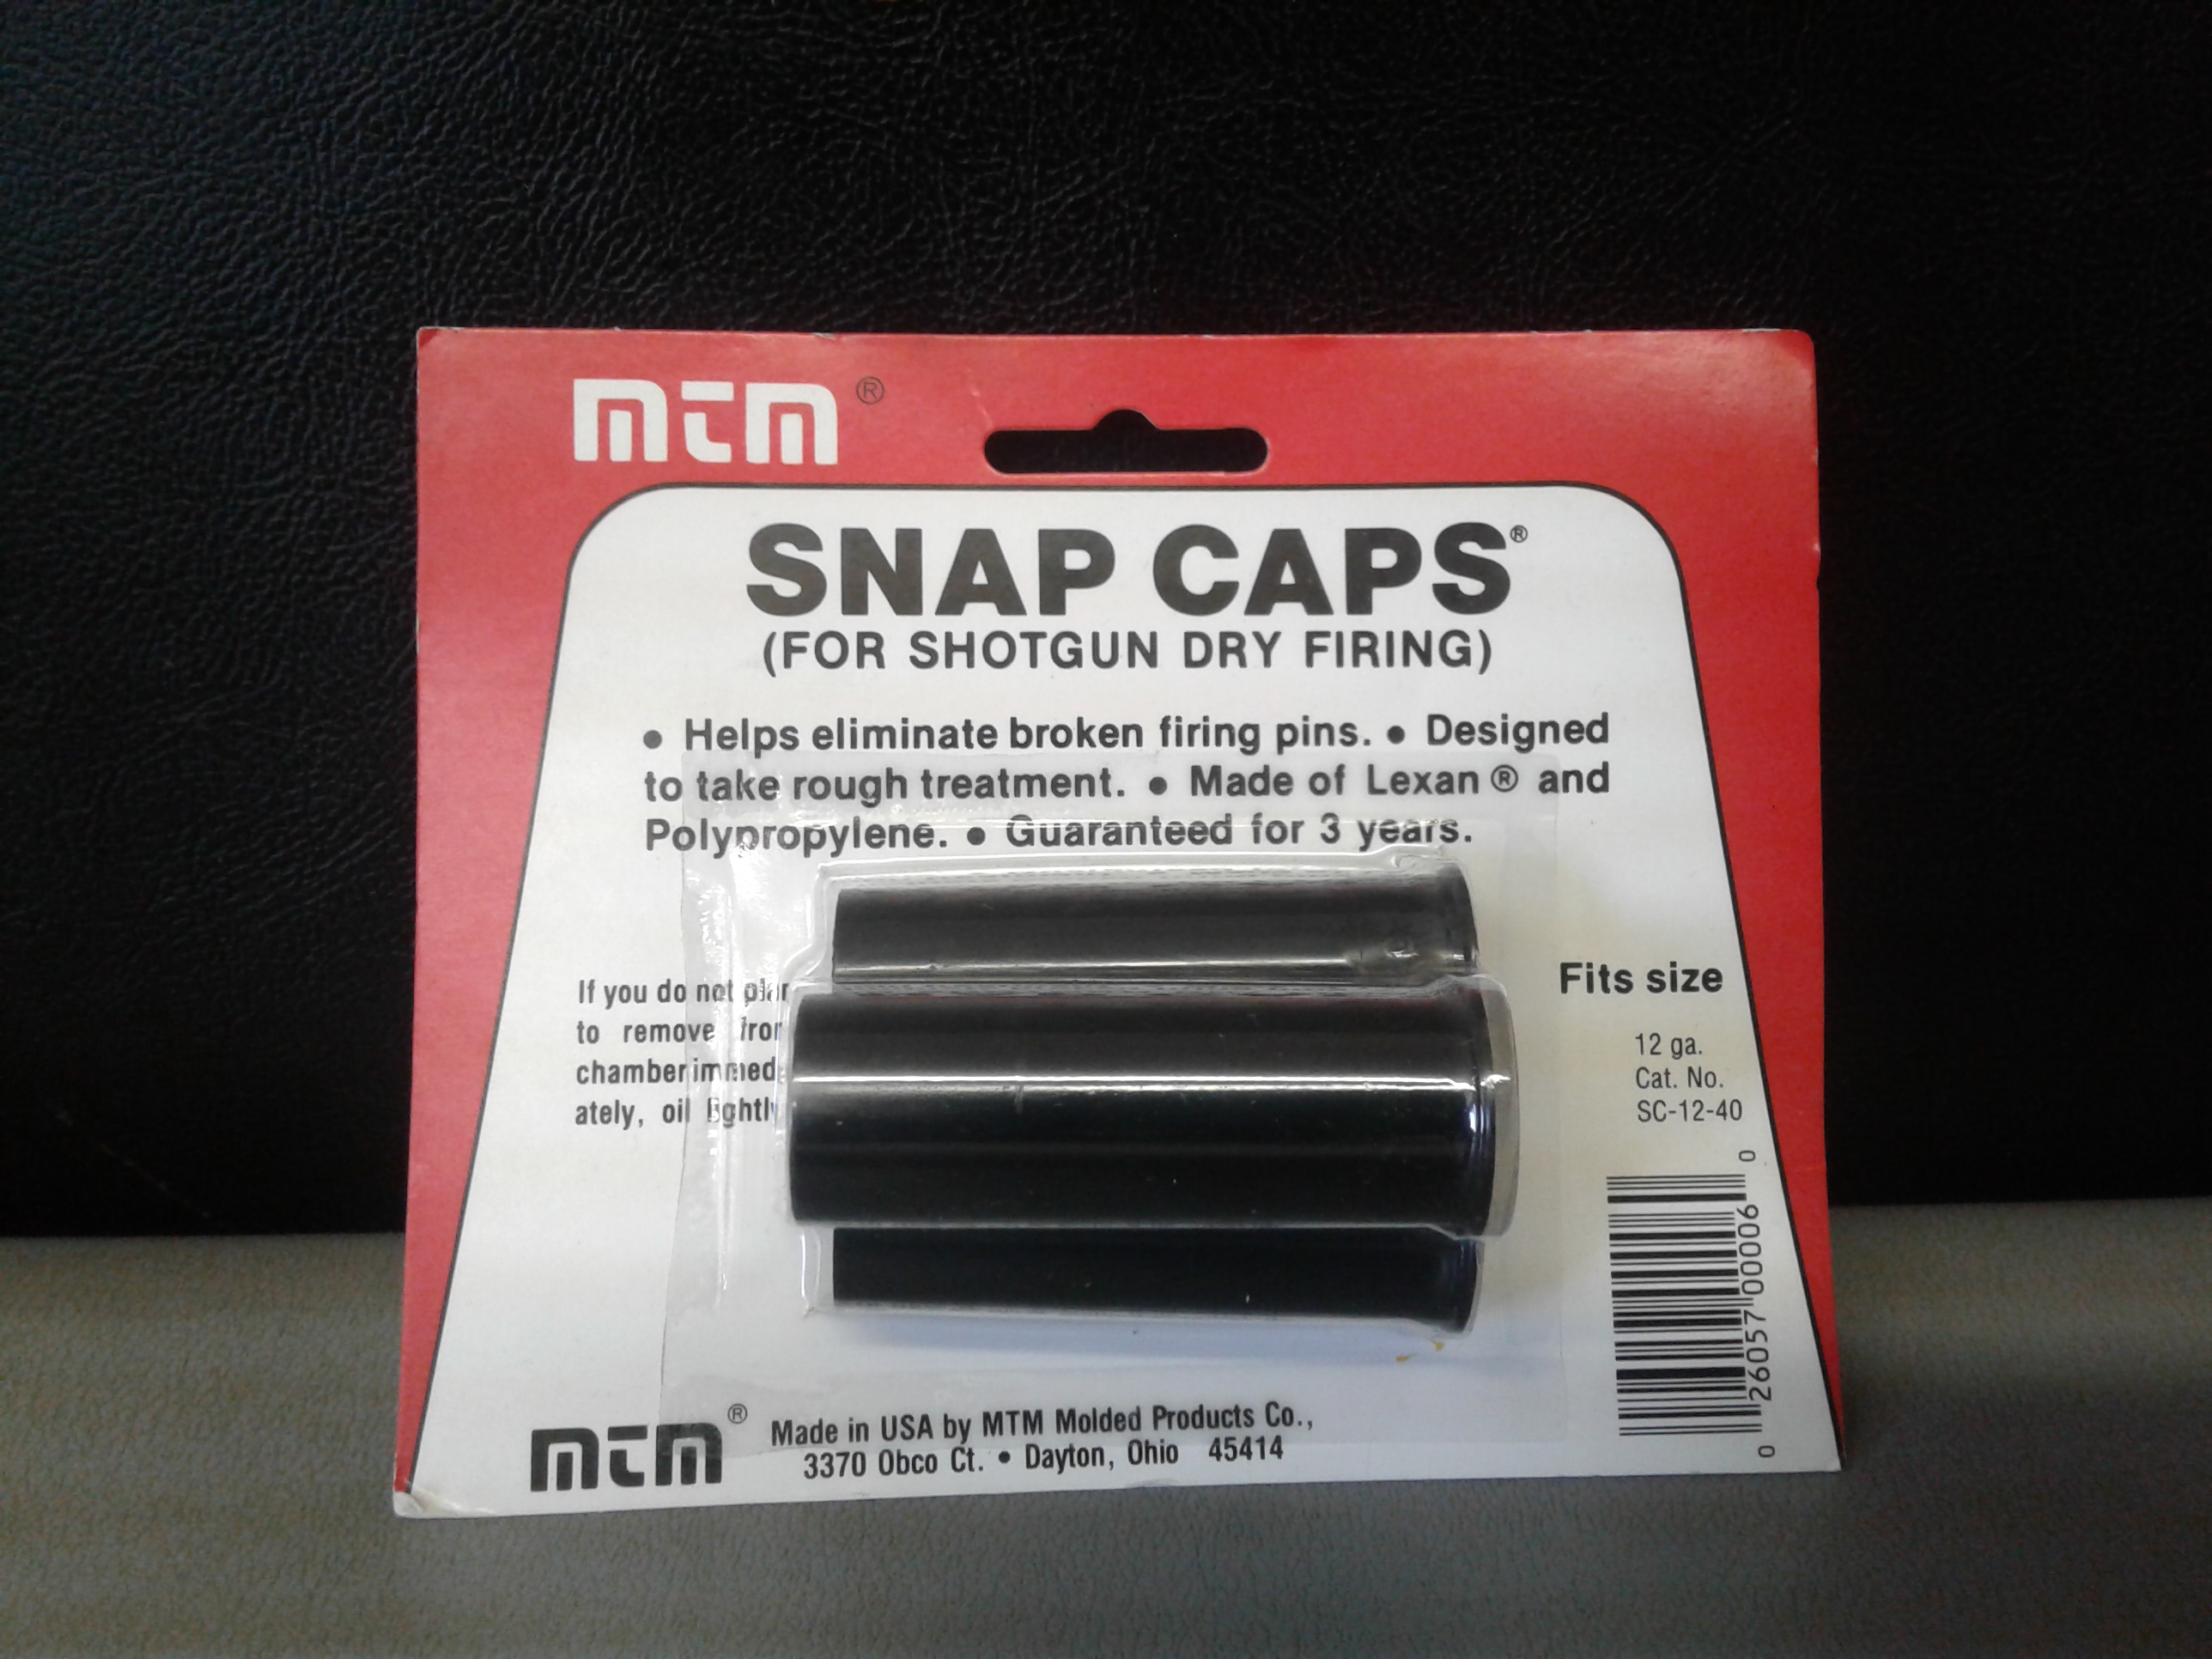 mtm ®
SNAP CAPS®
(FOR SHOTGUN DRY FIRING)
• Helps eliminate broken firing pins. • Designed
to take rough treatment. • Made of Lexan ® and
Polypropylene. • Guaranteed for 3 years.
If you do not
to remove
chamber immed
ately, oil lightly
Fits size
12 ga.
Cat. No.
SC-12-40
0 26057 00006 0
0
mtm ®
Made in USA by MTM Molded Products Co.,
3370 Obco Ct. • Dayton, Ohio 45414